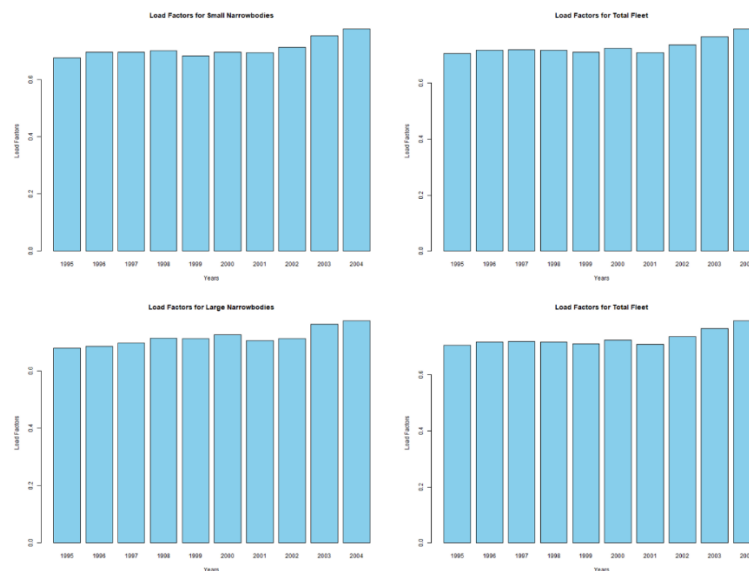 Load Factors for Small Narrowbodies
Load Factors
0.0 0.2 0.4 0.6
1995 1996 1997 1998 1999 2000 2001 2002 2003 2004
Years
Load Factors for Total Fleet
Load Factors
0.0 0.2 0.4 0.6
1995 1996 1997 1998 1999 2000 2001 2002 2003
Years
Load Factors for Large Narrowbodies
Load Factors
0.0 0.2 0.4 0.6
1995 1996 1997 1998 1999 2000 2001 2002 2003 2004
Years
Load Factors for Total Fleet
Load Factors
0.0 0.2 0.4 0.6
1995 1996 1997 1998 1999 2000 2001 2002 2003
Years